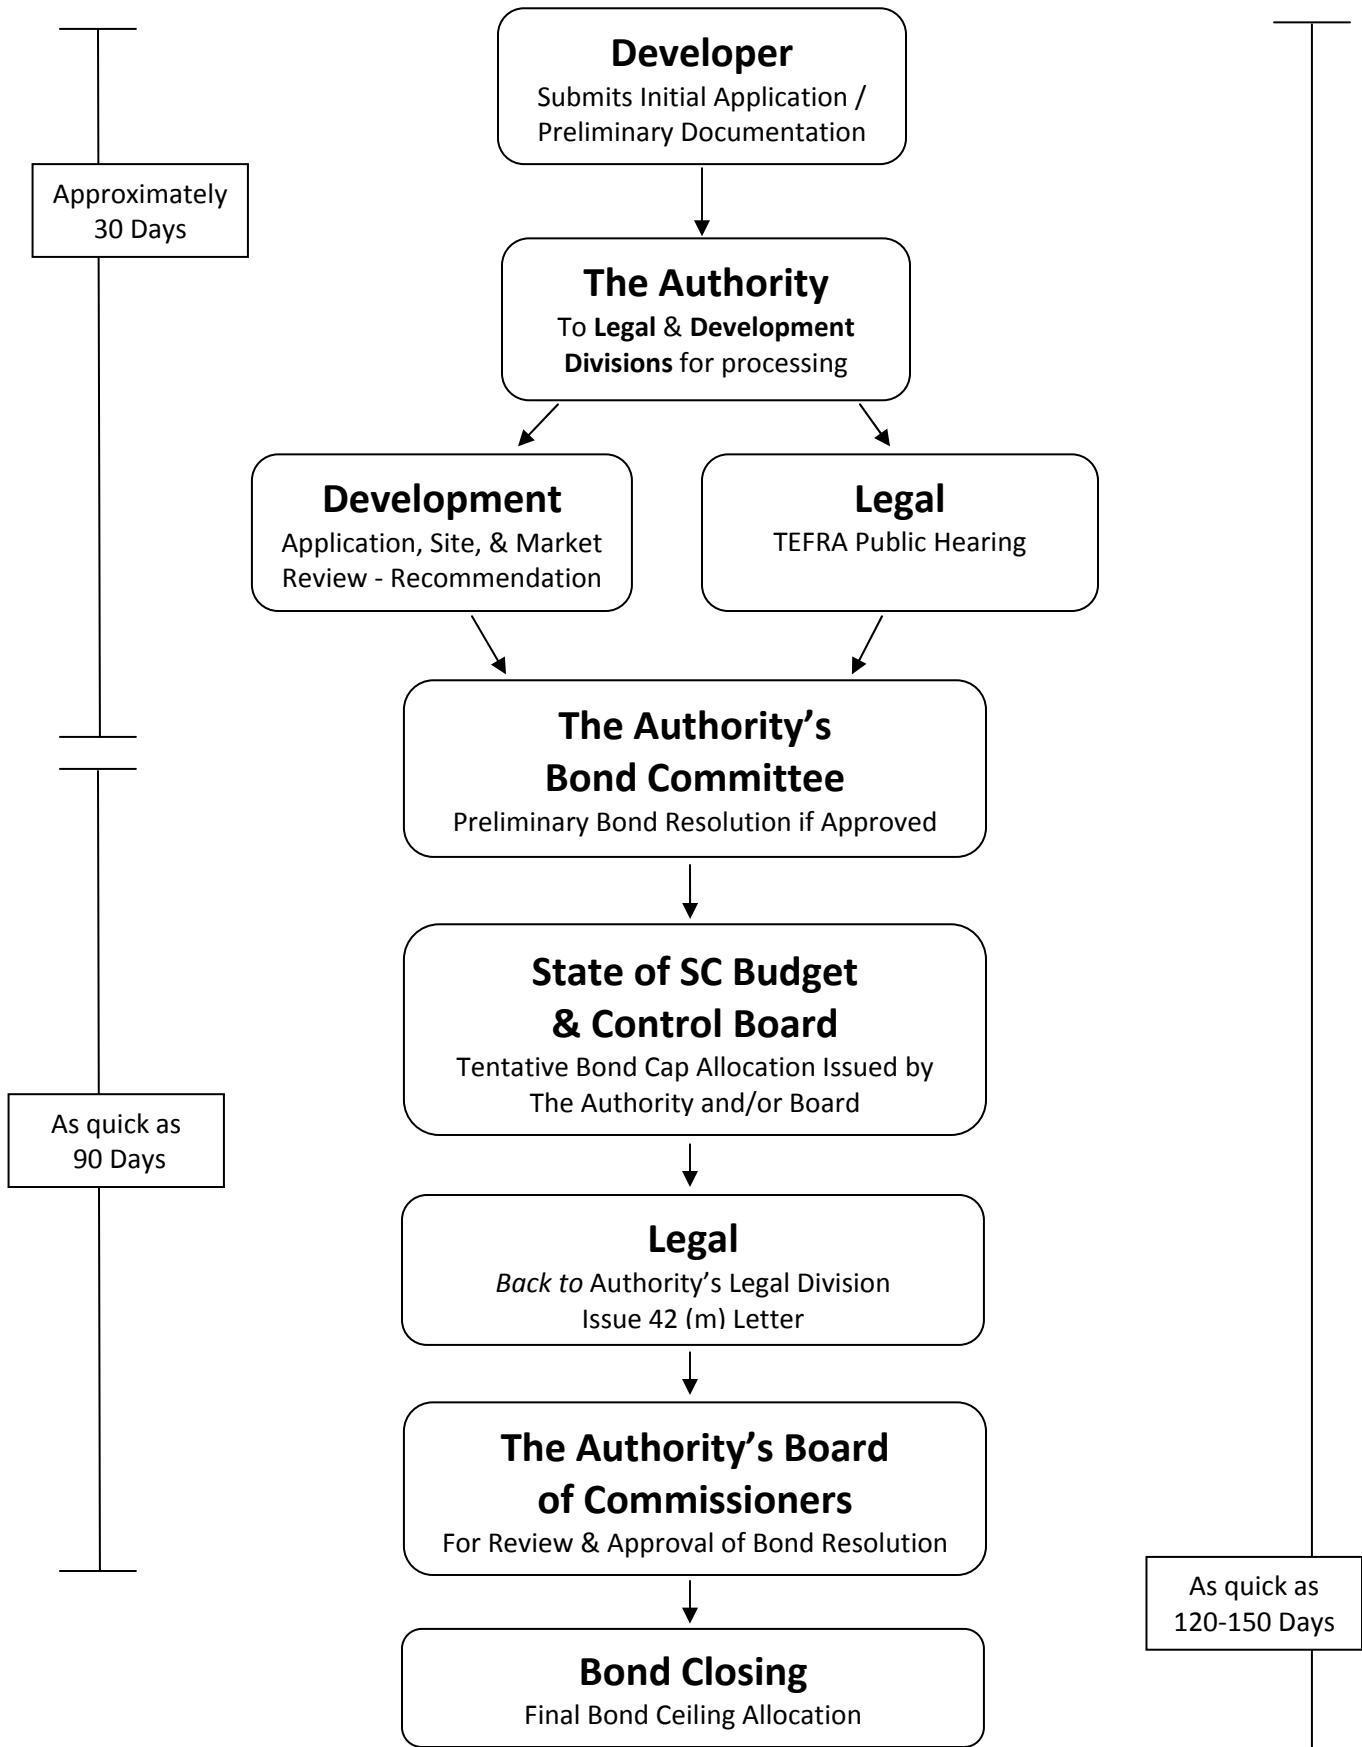 Developer
Submits Initial Application /
Preliminary Documentation
Approximately
30 Days
The Authority
To Legal & Development
Divisions for processing
Development
Application, Site, & Market
Review - Recommendation
Legal
TEFRA Public Hearing
The Authority’s
Bond Committee
Preliminary Bond Resolution if Approved
State of SC Budget
& Control Board
Tentative Bond Cap Allocation Issued by
The Authority and/or Board
As quick as
90 Days
Legal
Back to Authority’s Legal Division
Issue 42 (m) Letter
The Authority’s Board
of Commissioners
For Review & Approval of Bond Resolution
As quick as
120-150 Days
Bond Closing
Final Bond Ceiling Allocation